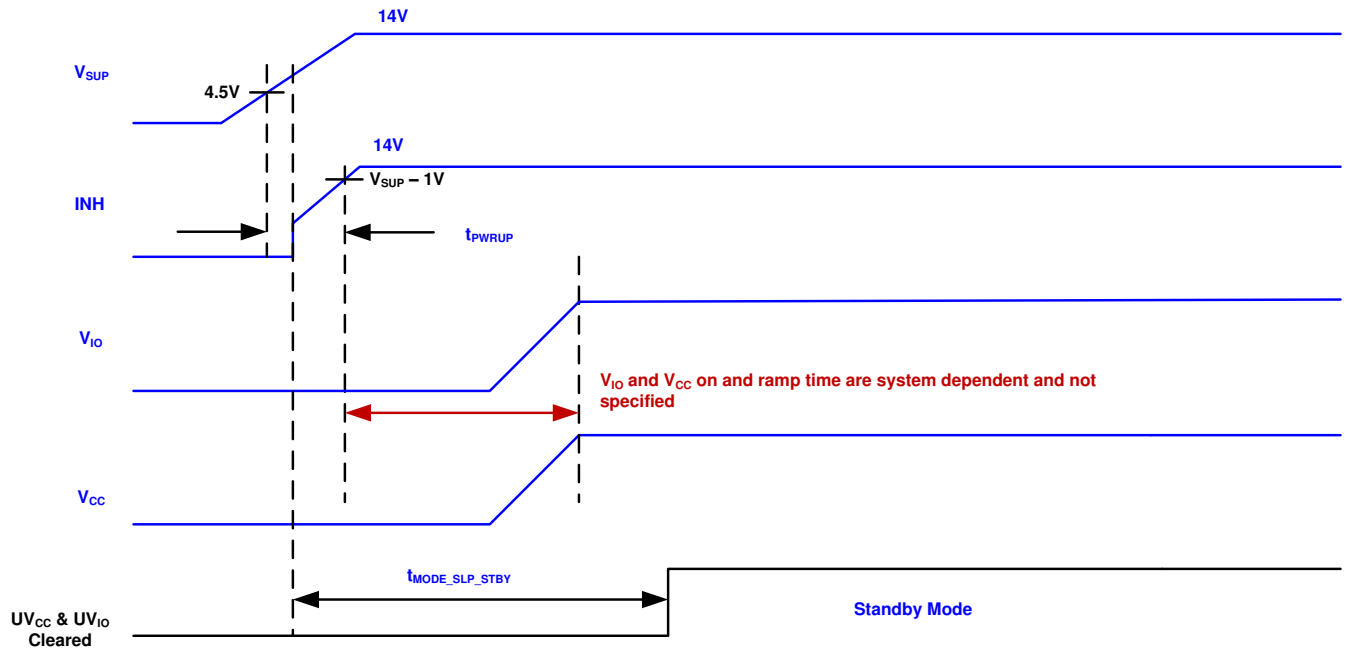 14V
VSUP
4.5V
14V
VSUP – 1V
INH
tPWRUP
VIO
VIO and VCC on and ramp time are system dependent and not
specified
VCC
tMODE_SLP_STBY
Standby Mode
UVCC & UVIO
Cleared